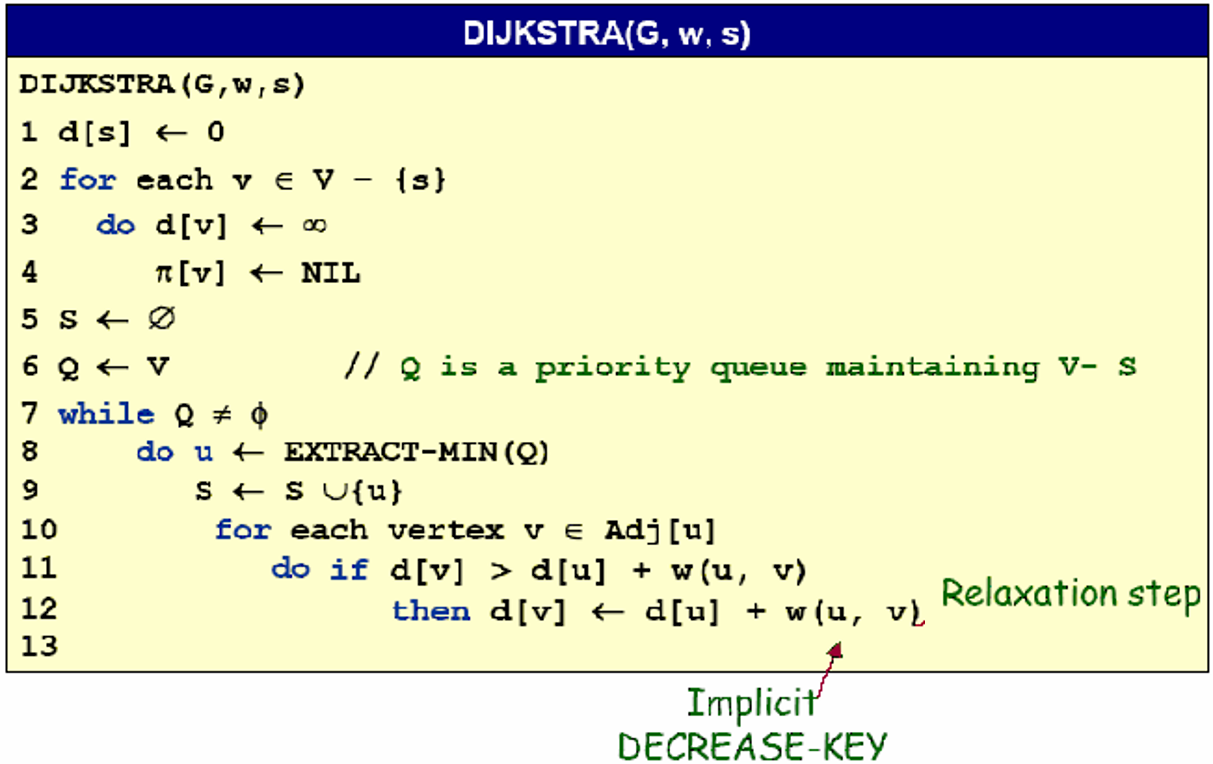 DIJKSTRA(G, w, s)
DIJKSTRA(G,w,s)
1 d[s] ← 0
2 for each v ∈ V – {s}
3 do d[v] ← ∞
4 π[v] ← NIL
5 S ← ∅
6 Q ← V // Q is a priority queue maintaining V- S
7 while Q ≠ ϕ
8 do u ← EXTRACT-MIN(Q)
9 S ← S ∪{u}
10 for each vertex v ∈ Adj[u]
11 do if d[v] > d[u] + w(u, v)
12 then d[v] ← d[u] + w(u, v)
Relaxation step
13
Implicit
DECREASE-KEY